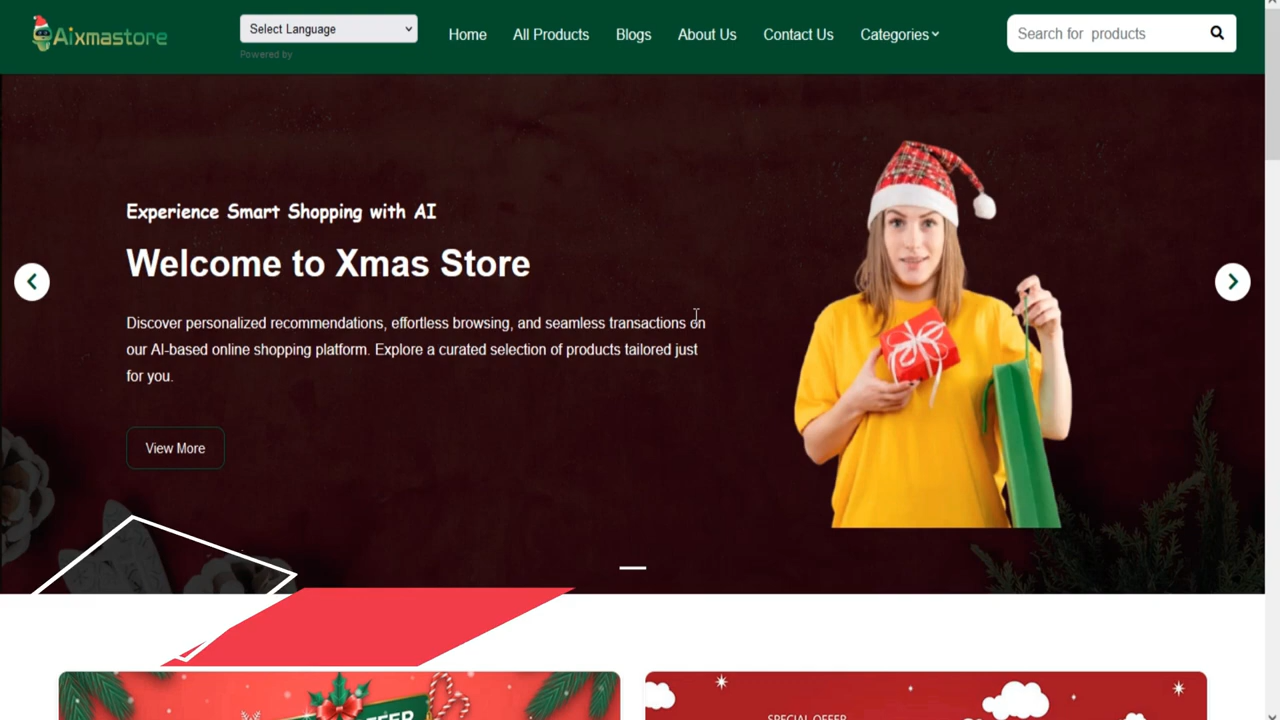 Aixmastore
Select Language
Powered by
Home
All Products
Blogs
About Us
Contact Us
Categories
Search for products
Experience Smart Shopping with AI
Welcome to Xmas Store
Discover personalized recommendations, effortless browsing, and seamless transactions on
our AI-based online shopping platform. Explore a curated selection of products tailored just
for you.
View More
SPECIAL OFFER